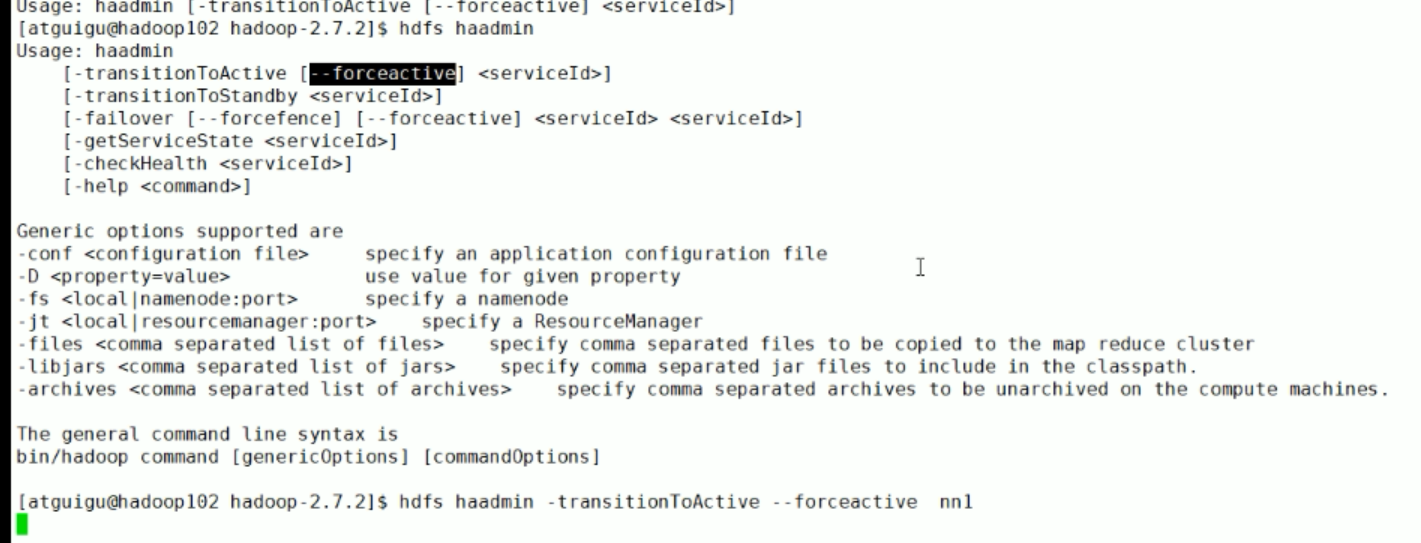 Usage: haadmin [-transitionToActive [--forceactive] <serviceId>]
[atguigu@hadoop102 hadoop-2.7.2]$ hdfs haadmin
Usage: haadmin
    [-transitionToActive [--forceactive] <serviceId>]
    [-transitionToStandby <serviceId>]
    [-failover [--forcefence] [--forceactive] <serviceId> <serviceId>]
    [-getServiceState <serviceId>]
    [-checkHealth <serviceId>]
    [-help <command>]

Generic options supported are
-conf <configuration file>     specify an application configuration file
-D <property=value>            use value for given property
-fs <local|namenode:port>      specify a namenode
-jt <local|resourcemanager:port>    specify a ResourceManager
-files <comma separated list of files>    specify comma separated files to be copied to the map reduce cluster
-libjars <comma separated list of jars>    specify comma separated jar files to include in the classpath.
-archives <comma separated list of archives>    specify comma separated archives to be unarchived on the compute machines.

The general command line syntax is
bin/hadoop command [genericOptions] [commandOptions]

[atguigu@hadoop102 hadoop-2.7.2]$ hdfs haadmin -transitionToActive --forceactive  nn1